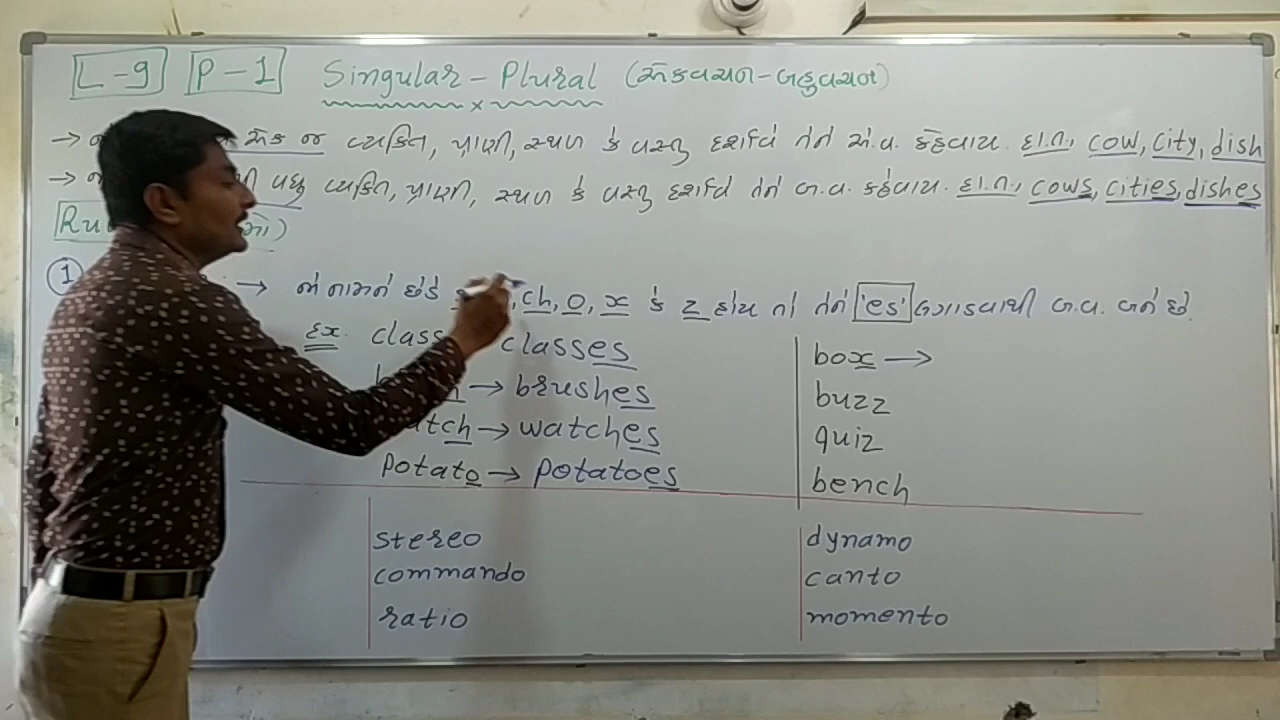 L-9 P-1 Singular - Plural (એકવચન - બહુવચન)
→ એક જ વ્યક્તિ, પ્રાણી, સ્થળ કે વસ્તુ દર્શાવે તેને એ.વ. કહેવાય. દા.ત., cow, city, dish
→ વધુ વ્યક્તિ, પ્રાણી, સ્થળ કે વસ્તુ દર્શાવે તેને બ.વ. કહેવાય. દા.ત., cows, cities, dishes
① → જે નામને છેડે ch, o, x કે z હોય તો તેને 'es' લગાડવાથી બ.વ. બને છે.
Ex. class classes
→ brushes
→ watches
potato → potatoes
box →
buzz
quiz
bench
stereo
commando
ratio
dynamo
canto
momento